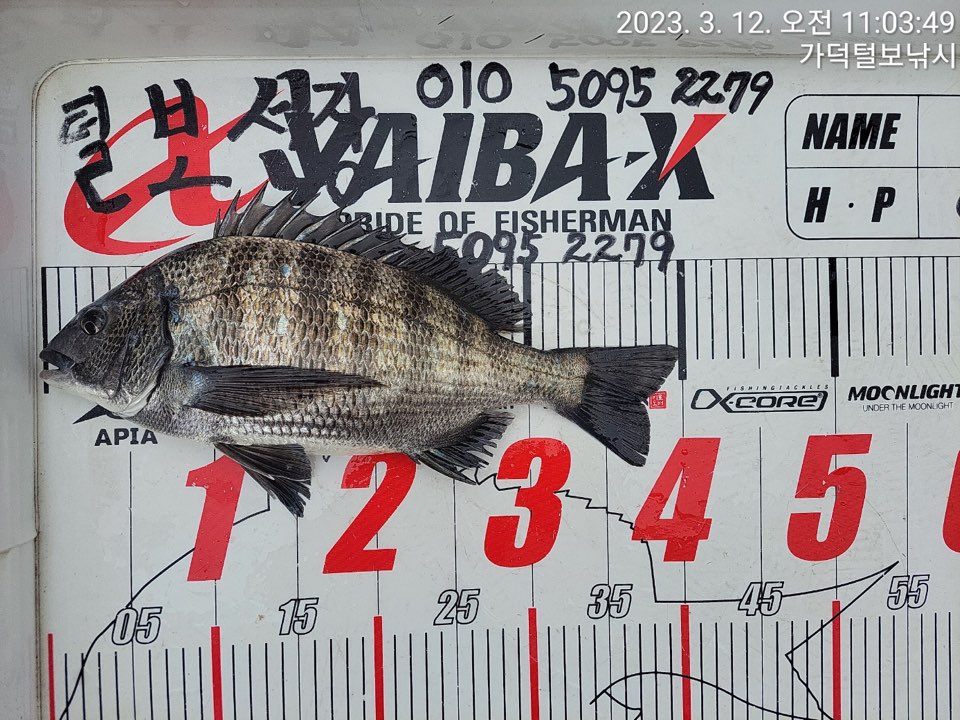 2023. 3. 12. 오전 11:03:49
가덕털보낚시
털보선장 010 5095 2279
YAIBA-X
PRIDE OF FISHERMAN
5095 2279
NAME
H · P
FISHINGTACKLES
X-CORE
MOONLIGHT
UNDER THE MOONLIGHT
APIA
1 2 3 4 5
05 15 25 35 45 55